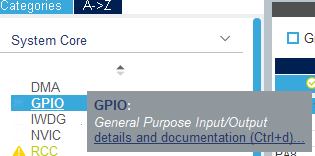 Categories A->Z
System Core
DMA
GPIO
IWDG
NVIC
RCC
GPIO:
General Purpose Input/Output
details and documentation (Ctrl+d)...